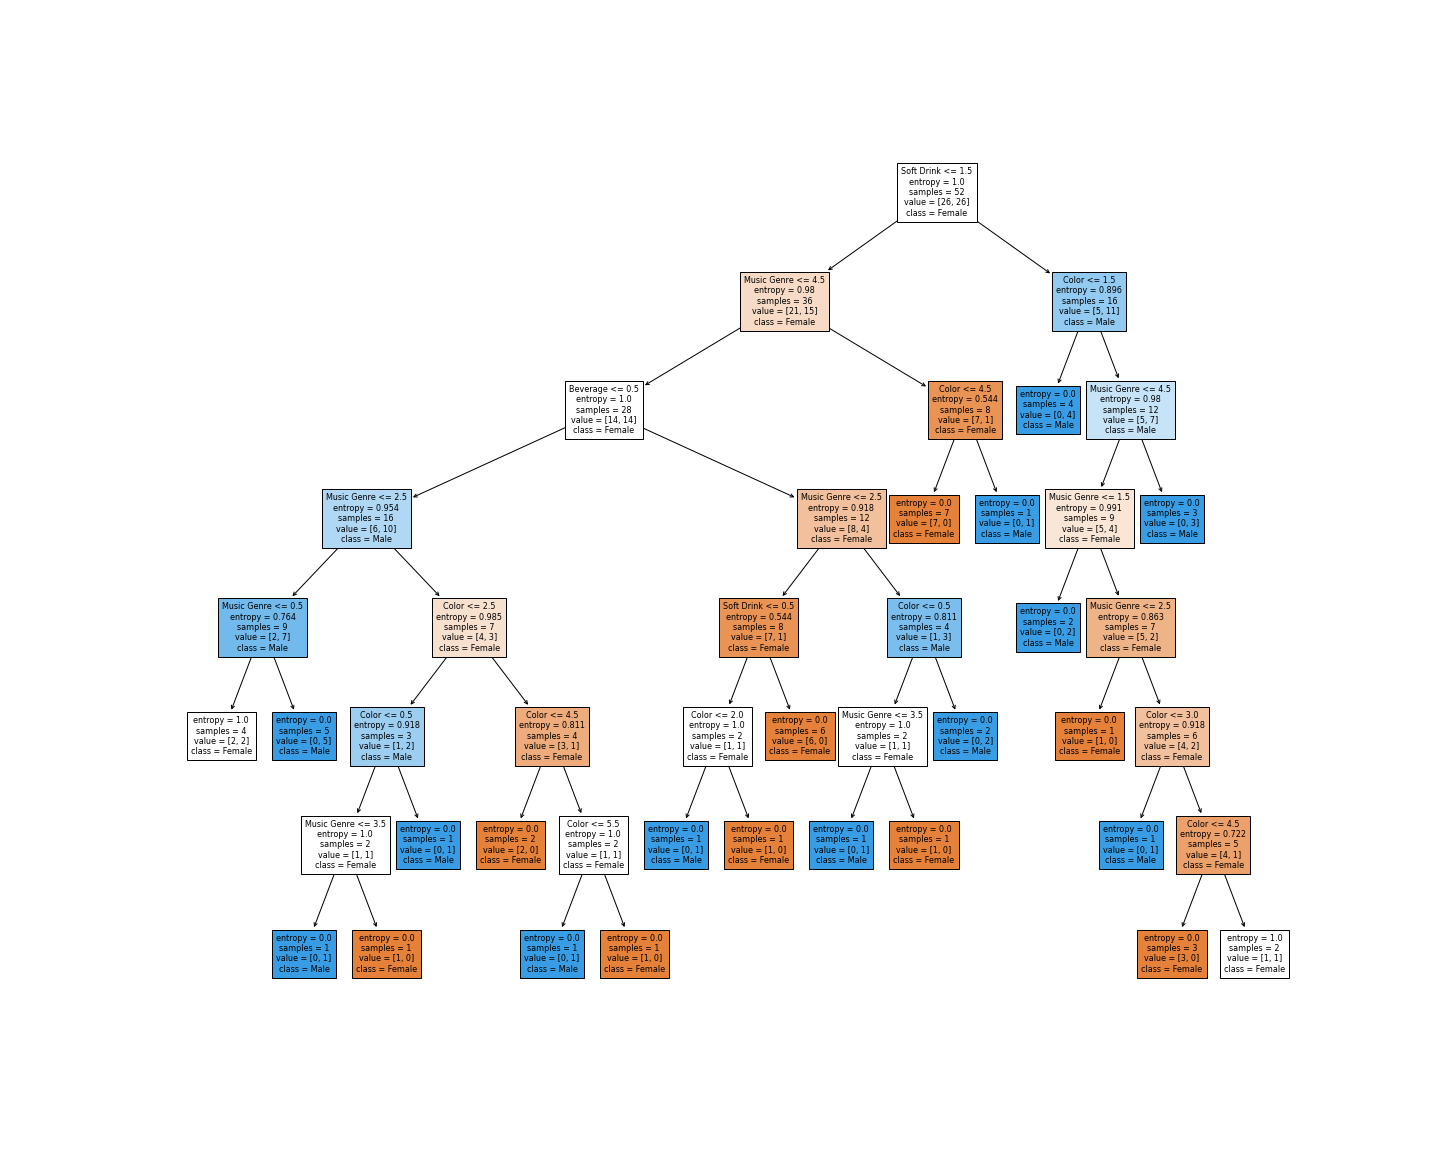 Soft Drink <= 1.5
entropy = 1.0
samples = 52
value = [26, 26]
class = Female
Music Genre <= 4.5
entropy = 0.98
samples = 36
value = [21, 15]
class = Female
Color <= 1.5
entropy = 0.896
samples = 16
value = [5, 11]
class = Male
Beverage <= 0.5
entropy = 1.0
samples = 28
value = [14, 14]
class = Female
Color <= 4.5
entropy = 0.544
samples = 8
value = [7, 1]
class = Female
entropy = 0.0
samples = 4
value = [0, 4]
class = Male
Music Genre <= 4.5
entropy = 0.98
samples = 12
value = [5, 7]
class = Male
Music Genre <= 2.5
entropy = 0.954
samples = 16
value = [6, 10]
class = Male
Music Genre <= 2.5
entropy = 0.918
samples = 12
value = [8, 4]
class = Female
entropy = 0.0
samples = 7
value = [7, 0]
class = Female
entropy = 0.0
samples = 1
value = [0, 1]
class = Male
Music Genre <= 1.5
entropy = 0.991
samples = 9
value = [5, 4]
class = Female
entropy = 0.0
samples = 3
value = [0, 3]
class = Male
Music Genre <= 0.5
entropy = 0.764
samples = 9
value = [2, 7]
class = Male
Color <= 2.5
entropy = 0.985
samples = 7
value = [4, 3]
class = Female
Soft Drink <= 0.5
entropy = 0.544
samples = 8
value = [7, 1]
class = Female
Color <= 0.5
entropy = 0.811
samples = 4
value = [1, 3]
class = Male
entropy = 0.0
samples = 2
value = [0, 2]
class = Male
Music Genre <= 2.5
entropy = 0.863
samples = 7
value = [5, 2]
class = Female
entropy = 1.0
samples = 4
value = [2, 2]
class = Female
entropy = 0.0
samples = 5
value = [0, 5]
class = Male
Color <= 0.5
entropy = 0.918
samples = 3
value = [1, 2]
class = Male
Color <= 4.5
entropy = 0.811
samples = 4
value = [3, 1]
class = Female
Color <= 2.0
entropy = 1.0
samples = 2
value = [1, 1]
class = Female
entropy = 0.0
samples = 6
value = [6, 0]
class = Female
Music Genre <= 3.5
entropy = 1.0
samples = 2
value = [1, 1]
class = Female
entropy = 0.0
samples = 2
value = [0, 2]
class = Male
entropy = 0.0
samples = 1
value = [1, 0]
class = Female
Color <= 3.0
entropy = 0.918
samples = 6
value = [4, 2]
class = Female
Music Genre <= 3.5
entropy = 1.0
samples = 2
value = [1, 1]
class = Female
entropy = 0.0
samples = 1
value = [0, 1]
class = Male
entropy = 0.0
samples = 2
value = [2, 0]
class = Female
Color <= 5.5
entropy = 1.0
samples = 2
value = [1, 1]
class = Female
entropy = 0.0
samples = 1
value = [0, 1]
class = Male
entropy = 0.0
samples = 1
value = [1, 0]
class = Female
entropy = 0.0
samples = 1
value = [0, 1]
class = Male
entropy = 0.0
samples = 1
value = [1, 0]
class = Female
entropy = 0.0
samples = 1
value = [0, 1]
class = Male
Color <= 4.5
entropy = 0.722
samples = 5
value = [4, 1]
class = Female
entropy = 0.0
samples = 1
value = [0, 1]
class = Male
entropy = 0.0
samples = 1
value = [1, 0]
class = Female
entropy = 0.0
samples = 1
value = [0, 1]
class = Male
entropy = 0.0
samples = 1
value = [1, 0]
class = Female
entropy = 0.0
samples = 3
value = [3, 0]
class = Female
entropy = 1.0
samples = 2
value = [1, 1]
class = Female